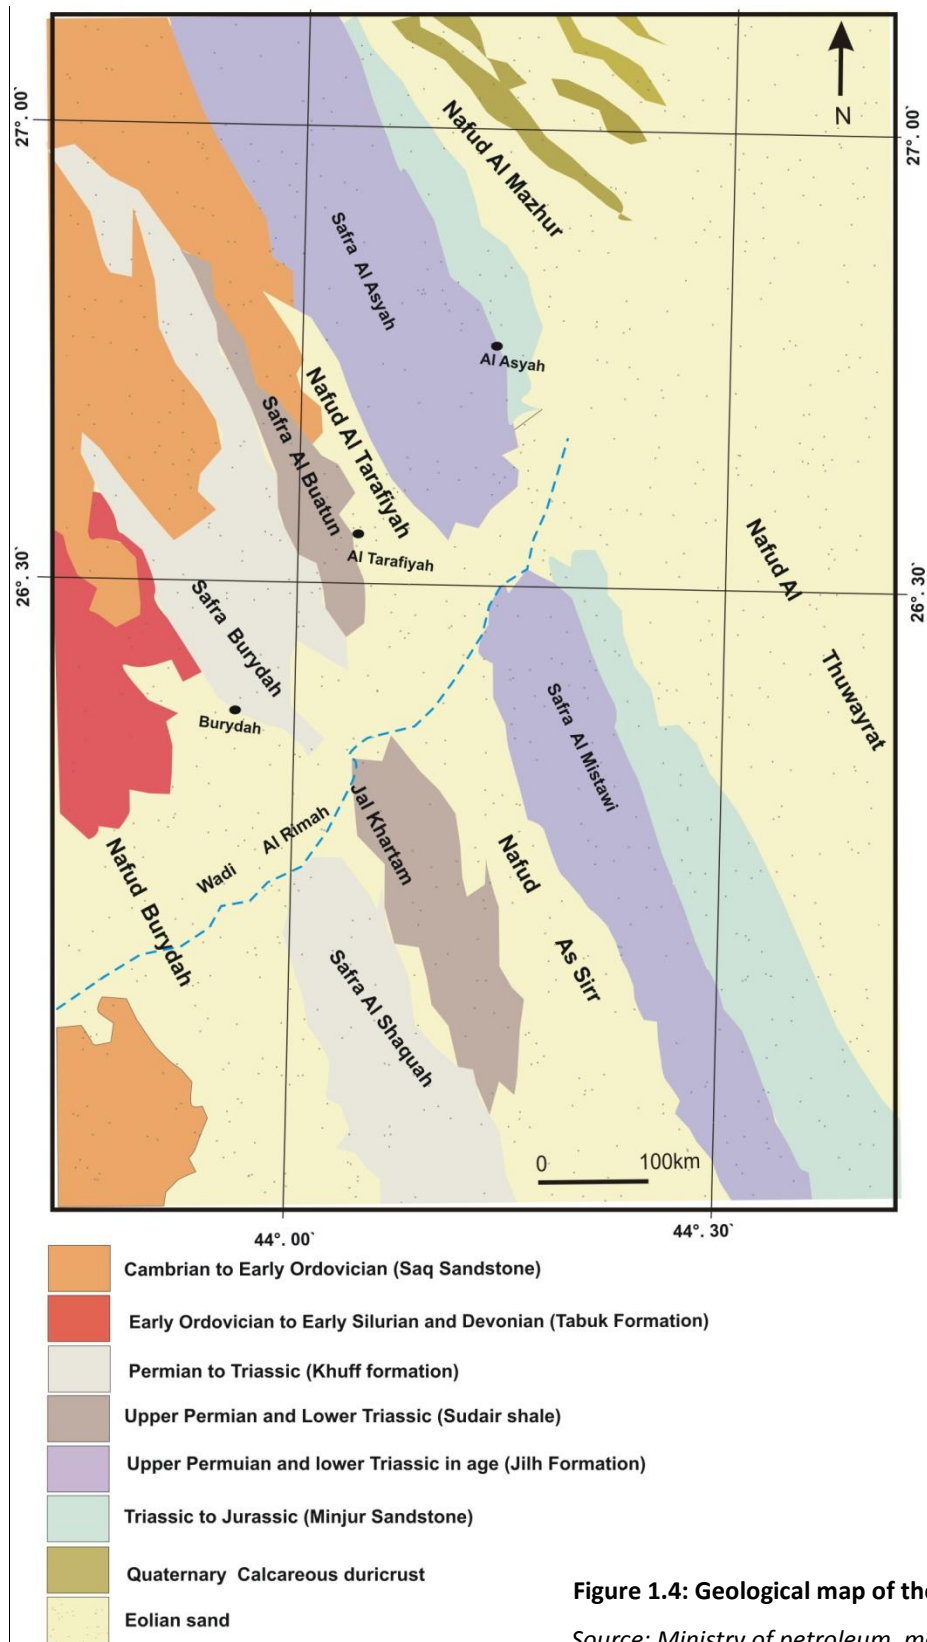 27°. 00`
27°. 00`
N
Nafud Al Mazhur
Safra Al Asyah
Al Asyah
Nafud Al Tarafiyah
Safra Al Buatun
Al Tarafiyah
26°. 30`
26°. 30`
Nafud Al
Thuwayrat
Safra Burydah
Burydah
Safra Al Mistawi
Jal Khartam
Wadi Al Rimah
Nafud Burydah
Nafud
As Sirr
Safra Al Shaquah
0 100km
44°. 00`
44°. 30`
Cambrian to Early Ordovician (Saq Sandstone)
Early Ordovician to Early Silurian and Devonian (Tabuk Formation)
Permian to Triassic (Khuff formation)
Upper Permian and Lower Triassic (Sudair shale)
Upper Permuian and lower Triassic in age (Jilh Formation)
Triassic to Jurassic (Minjur Sandstone)
Quaternary Calcareous duricrust
Eolian sand
Figure 1.4: Geological map of the
Source: Ministry of petroleum